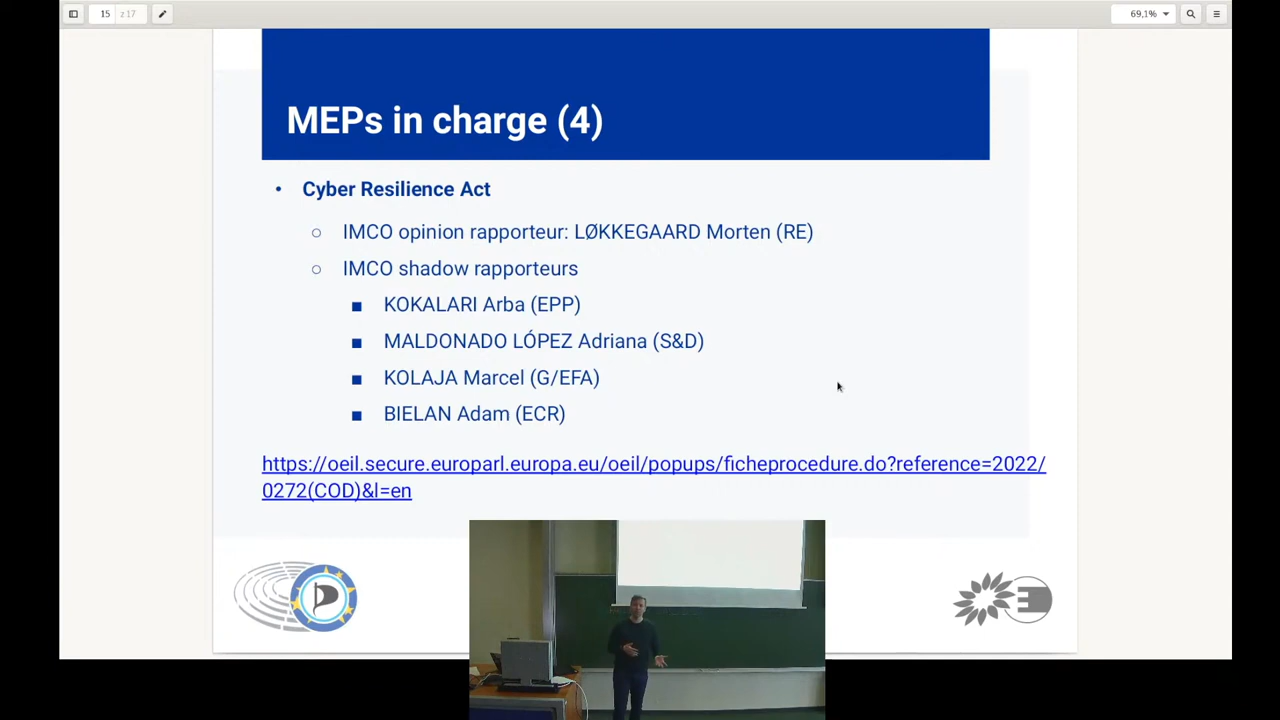 15 z 17
69,1%
MEPs in charge (4)
• Cyber Resilience Act
○ IMCO opinion rapporteur: LØKKEGAARD Morten (RE)
○ IMCO shadow rapporteurs
■ KOKALARI Arba (EPP)
■ MALDONADO LÓPEZ Adriana (S&D)
■ KOLAJA Marcel (G/EFA)
■ BIELAN Adam (ECR)
https://oeil.secure.europarl.europa.eu/oeil/popups/ficheprocedure.do?reference=2022/
0272(COD)&l=en